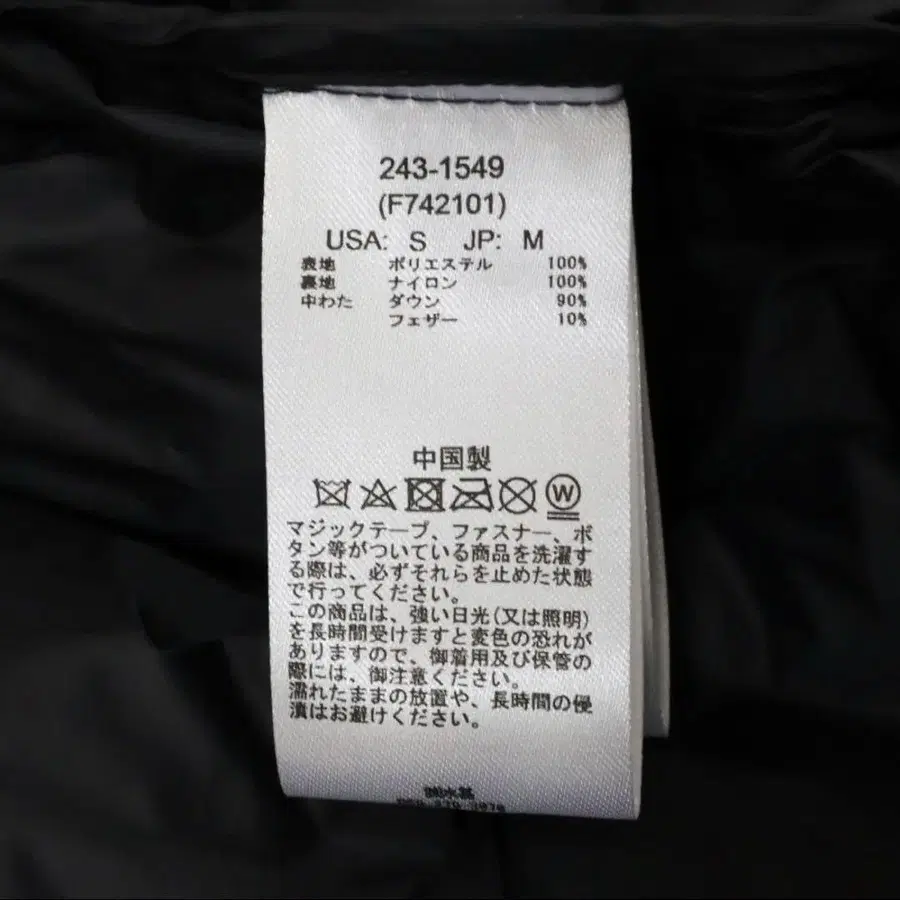 243-1549
(F742101)
USA: S JP: M
表地 ポリエステル 100%
裏地 ナイロン 100%
中わた ダウン 90%
フェザー 10%
中国製
W
マジックテープ、ファスナー、ボ
タン等がついている商品を洗濯す
る際は、必ずそれらを止めた状態
で行ってください。
この商品は、強い日光(又は照明)
を長時間受けますと変色の恐れが
ありますので、御着用及び保管の
際には、御注意ください。
濡れたままの放置や、長時間の優
漬はお避けください。